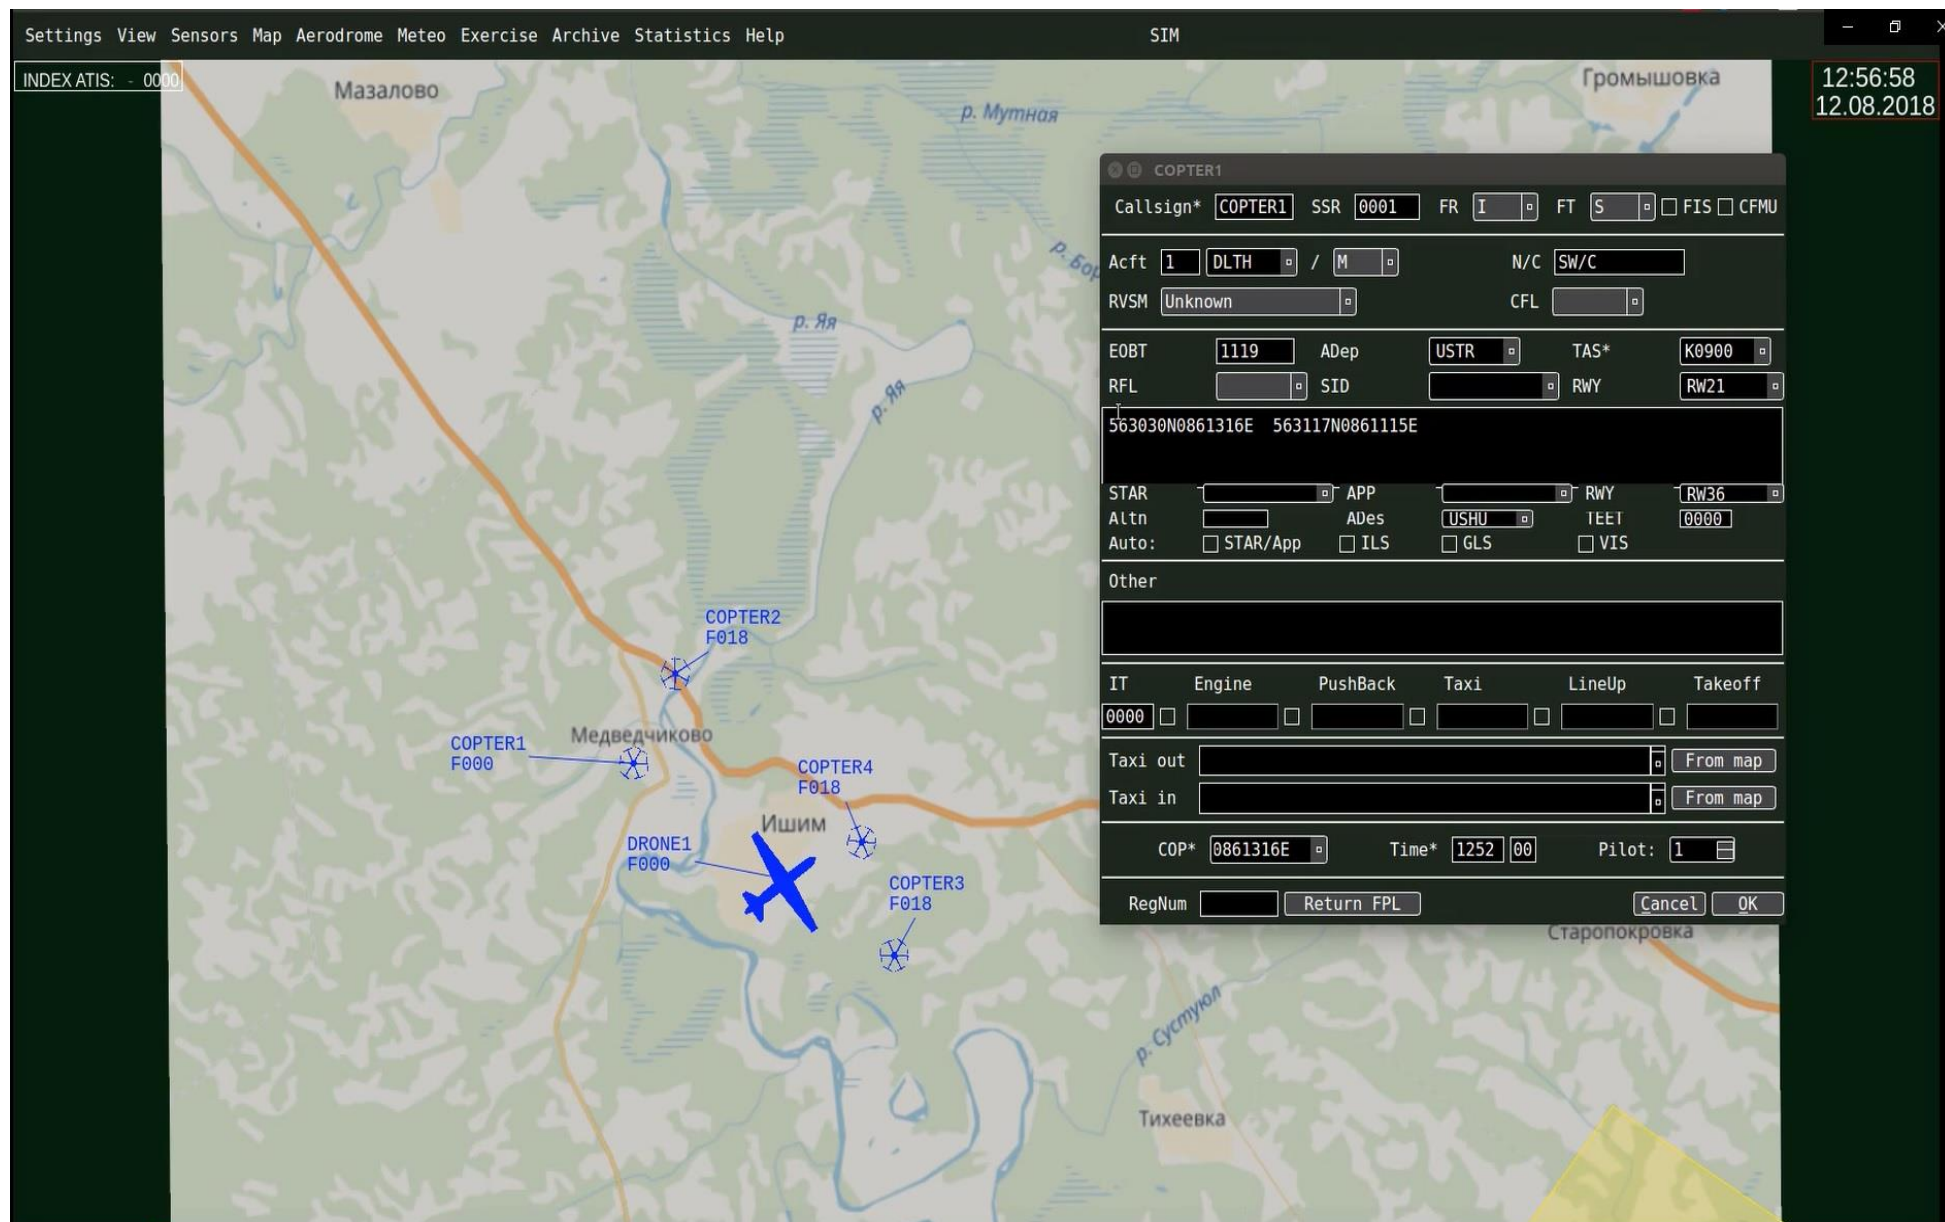 Settings View Sensors Map Aerodrome Meteo Exercise Archive Statistics Help SIM
INDEX ATIS: - 0000
12:56:58
12.08.2018
Мазалово
р. Мутная
Громышовка
р. Яя
р. Яя
COPTER2
F018
Медведчиково
COPTER1
F000
COPTER4
F018
Ишим
DRONE1
F000
COPTER3
F018
р. Сустуюл
Старопокровка
Тихеевка
COPTER1
Callsign* COPTER1 SSR 0001 FR I FT S FIS CFMU
Acft 1 DLTH / M N/C SW/C
RVSM Unknown CFL
EOBT 1119 ADep USTR TAS* K0900
RFL SID RWY RW21
563030N0861316E 563117N0861115E
STAR APP RWY RW36
Altn ADes USHU TEET 0000
Auto: STAR/App ILS GLS VIS
Other
IT Engine PushBack Taxi LineUp Takeoff
0000
Taxi out From map
Taxi in From map
COP* 0861316E Time* 1252 00 Pilot: 1
RegNum Return FPL Cancel OK